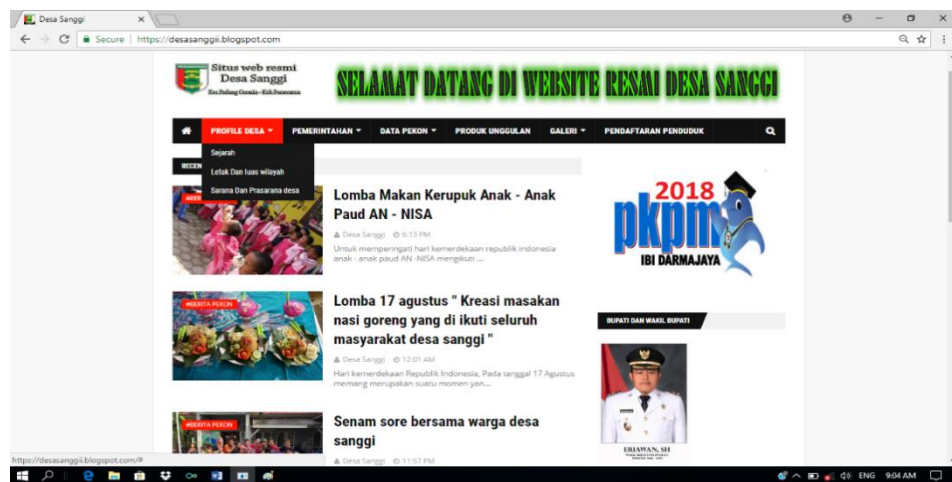 Desa Sanggi
Secure | https://desasanggii.blogspot.com
Situs web resmi
Desa Sanggi
Kec.Padang Cermin - Kab.Pesawaran
SELAMAT DATANG DI WEBSITE RESMI DESA SANGGI
PROFILE DESA PEMERINTAHAN DATA PEKON PRODUK UNGGULAN GALERI PENDAFTARAN PENDUDUK
Sejarah
Letak Dan luas wilayah
Sarana Dan Prasarana desa
RECEN
Lomba Makan Kerupuk Anak - Anak
Paud AN - NISA
Desa Sanggi 6:13 PM
Untuk memperingati hari kemerdekaan republik indonesia
anak - anak paud AN -NISA mengikuti ....
2018
pkpm
IBI DARMAJAYA
#BERITA PEKON
Lomba 17 agustus " Kreasi masakan
nasi goreng yang di ikuti seluruh
masyarakat desa sanggi "
Desa Sanggi 12:01 AM
Hari kemerdekaan Republik Indonesia, Pada tanggal 17 Agustus
memang merupakan suatu momen yan...
BUPATI DAN WAKIL BUPATI
ERIAWAN, SH
#BERITA PEKON
Senam sore bersama warga desa
sanggi
Desa Sanggi 11:57 PM
https://desasanggii.blogspot.com/#
ENG 9:04 AM